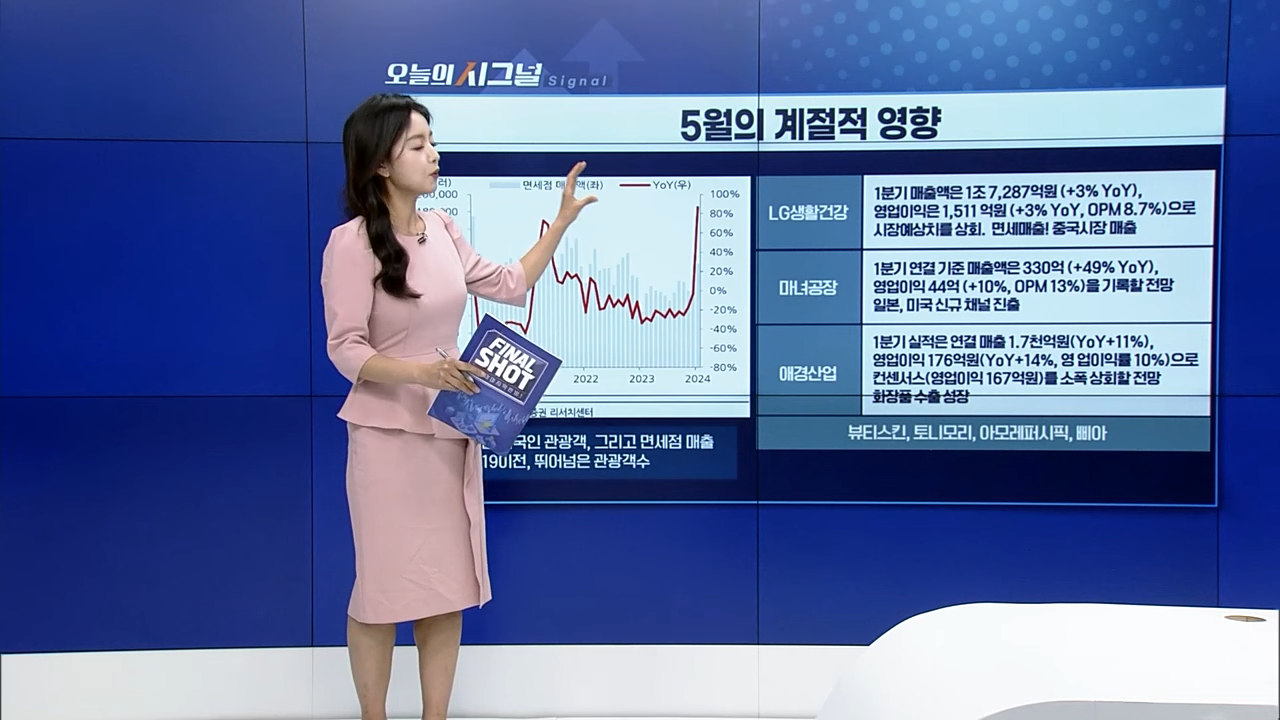 오늘의 시그널 Signal
5월의 계절적 영향
면세점 매 액(좌) YoY(우)
100%
80%
60%
40%
20%
0%
-20%
-40%
-60%
-80%
2022 2023 2024
리서치센터
국인 관광객, 그리고 면세점 매출
19이전, 뛰어넘은 관광객수
LG생활건강
1분기 매출액은 1조 7,287억원 (+3% YoY),
영업이익은 1,511 억원 (+3% YoY, OPM 8.7%)으로
시장예상치를 상회. 면세매출! 중국시장 매출
마녀공장
1분기 연결 기준 매출액은 330억 (+49% YoY),
영업이익 44억 (+10%, OPM 13%)을 기록할 전망
일본, 미국 신규 채널 진출
애경산업
1분기 실적은 연결 매출 1.7천억원(YoY+11%),
영업이익 176억원(YoY+14%, 영 업이익률 10%)으로
컨센서스(영업이익 167억원)를 소폭 상회할 전망
화장품 수출 성장
뷰티스킨, 토니모리, 아모레퍼시픽, 삐아
FINAL
SHOT